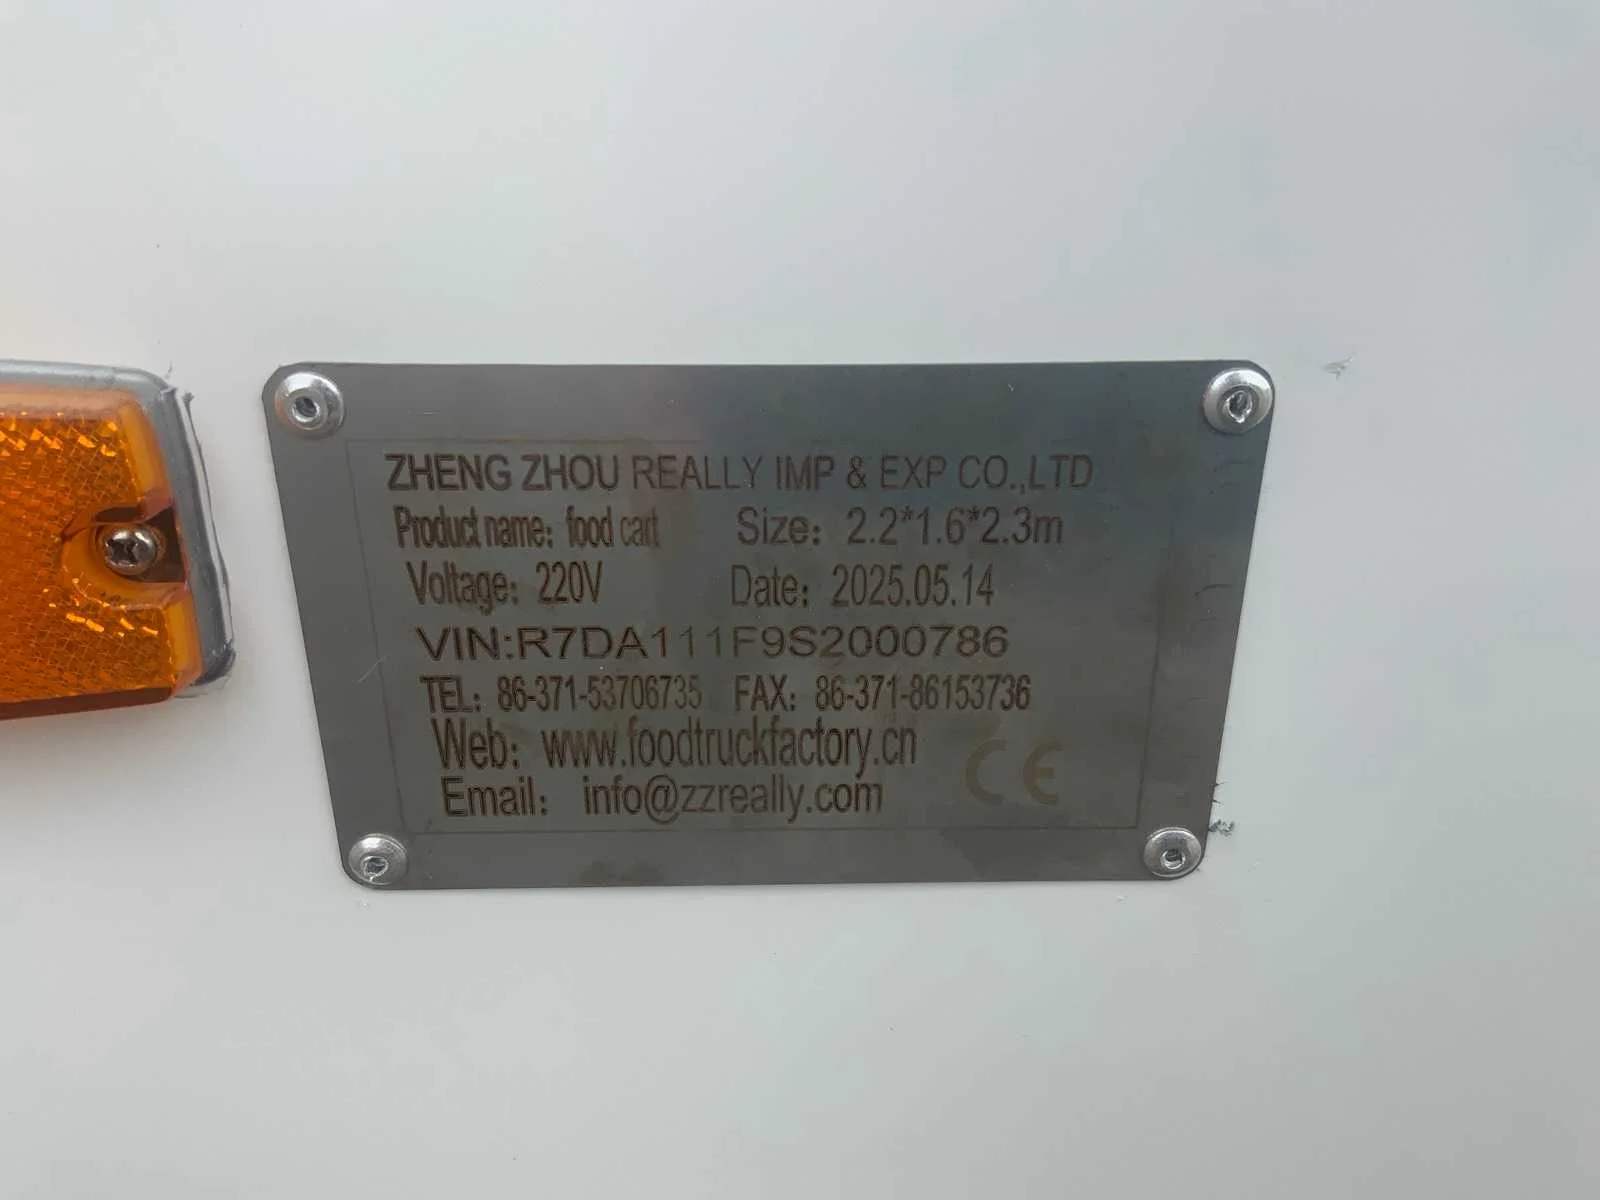 ZHENG ZHOU REALLY IMP & EXP CO.,LTD
Product name: food cart Size: 2.2*1.6*2.3m
Voltage: 220V Date: 2025.05.14
VIN:R7DA111F9S2000786
TEL: 86-371-53706735 FAX: 86-371-86153736
Web: www.foodtruckfactory.cn
Email: info@zzreally.com CE